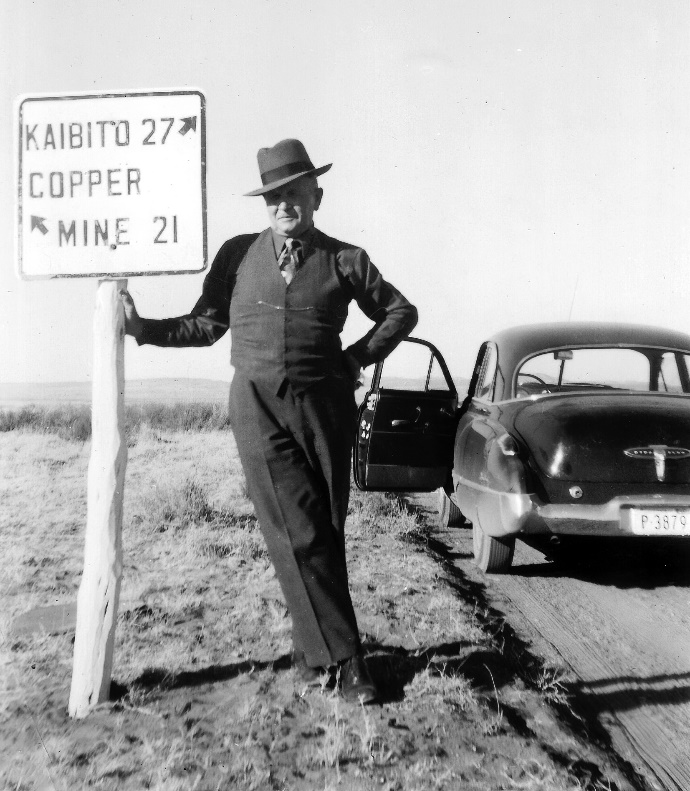 KAIBITO 27
COPPER
MINE 21
P-3879